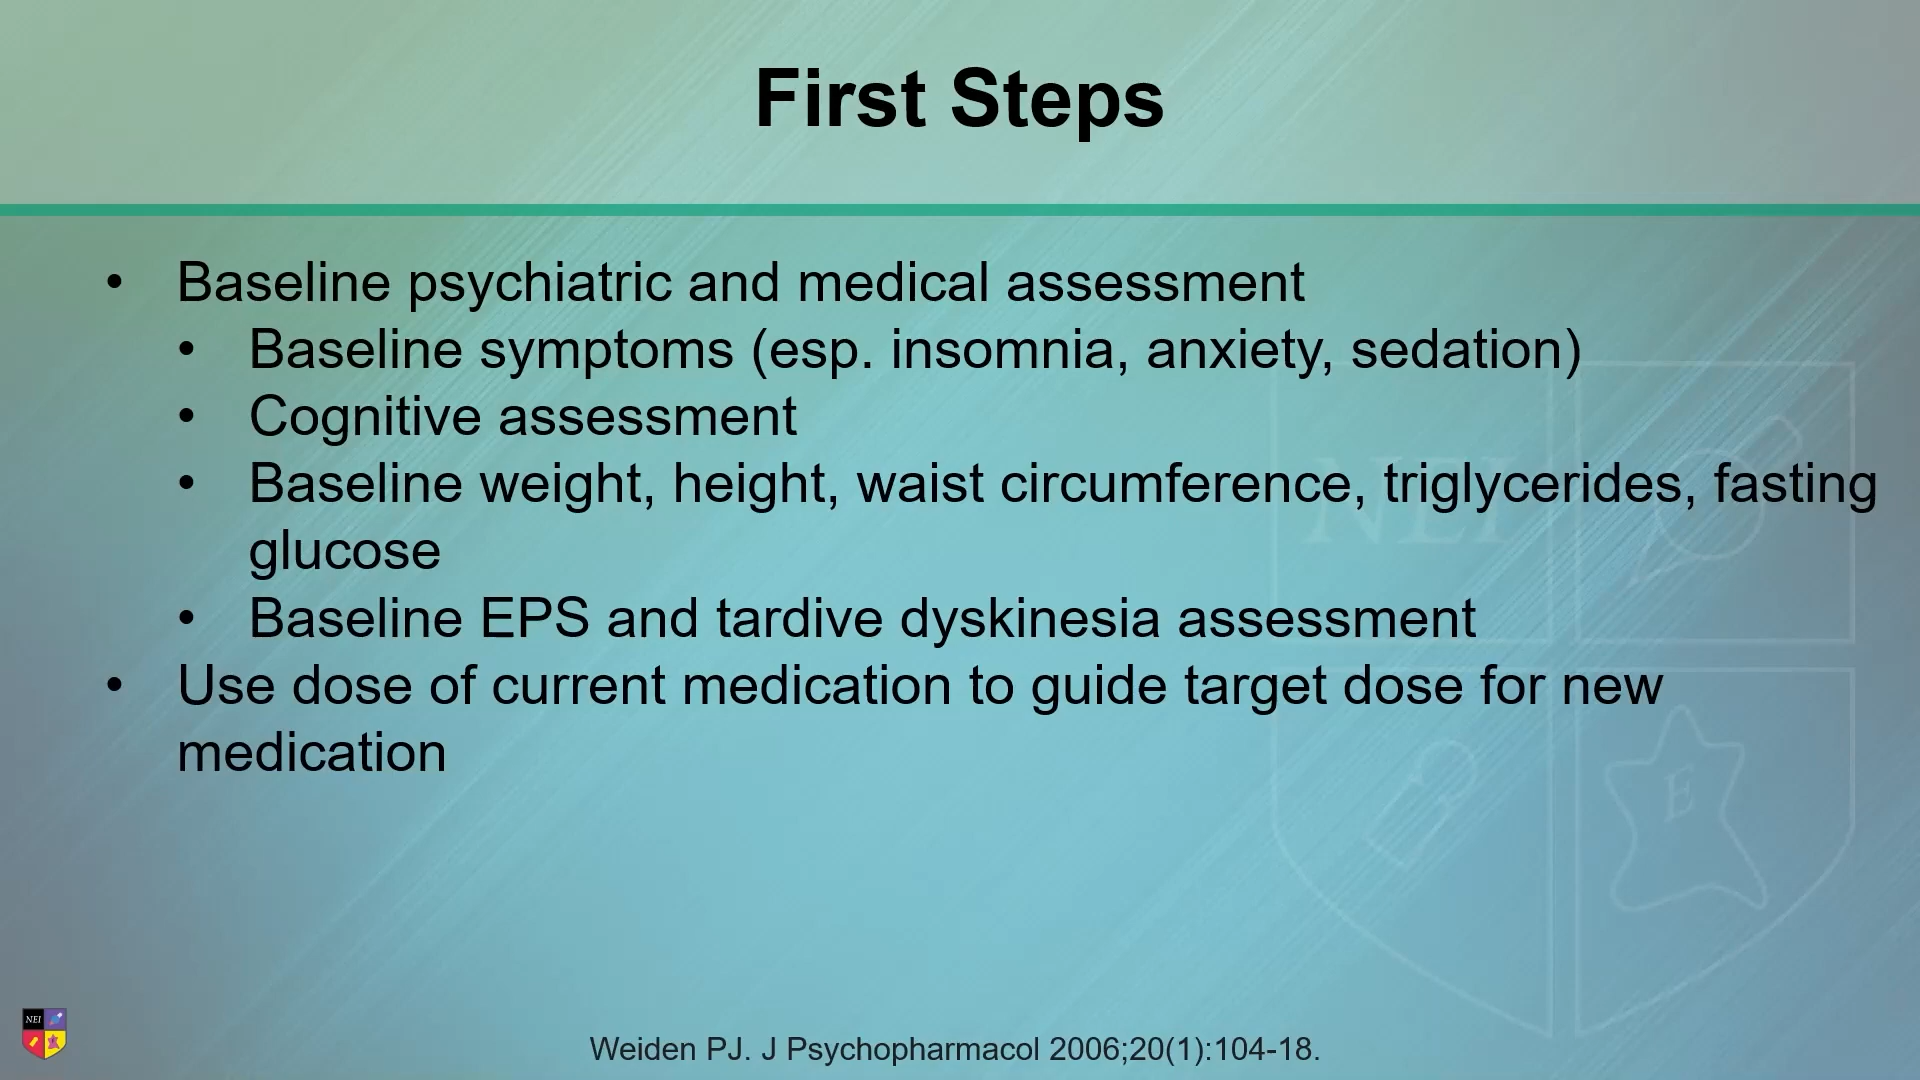 First Steps
• Baseline psychiatric and medical assessment
• Baseline symptoms (esp. insomnia, anxiety, sedation)
• Cognitive assessment
• Baseline weight, height, waist circumference, triglycerides, fasting
glucose
• Baseline EPS and tardive dyskinesia assessment
• Use dose of current medication to guide target dose for new
medication
NEI
E
NEI
Weiden PJ. J Psychopharmacol 2006;20(1):104-18.